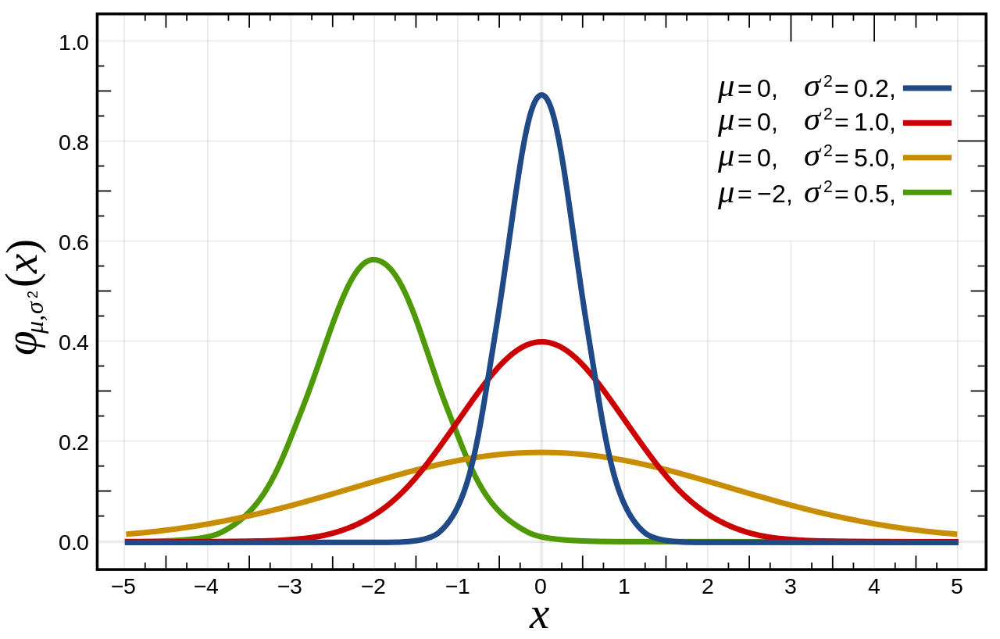 1.0
μ = 0, σ² = 0.2,
μ = 0, σ² = 1.0,
0.8
μ = 0, σ² = 5.0,
μ = −2, σ² = 0.5,
0.6
φμ,σ²(x)
0.4
0.2
0.0
−5 −4 −3 −2 −1 0 1 2 3 4 5
x